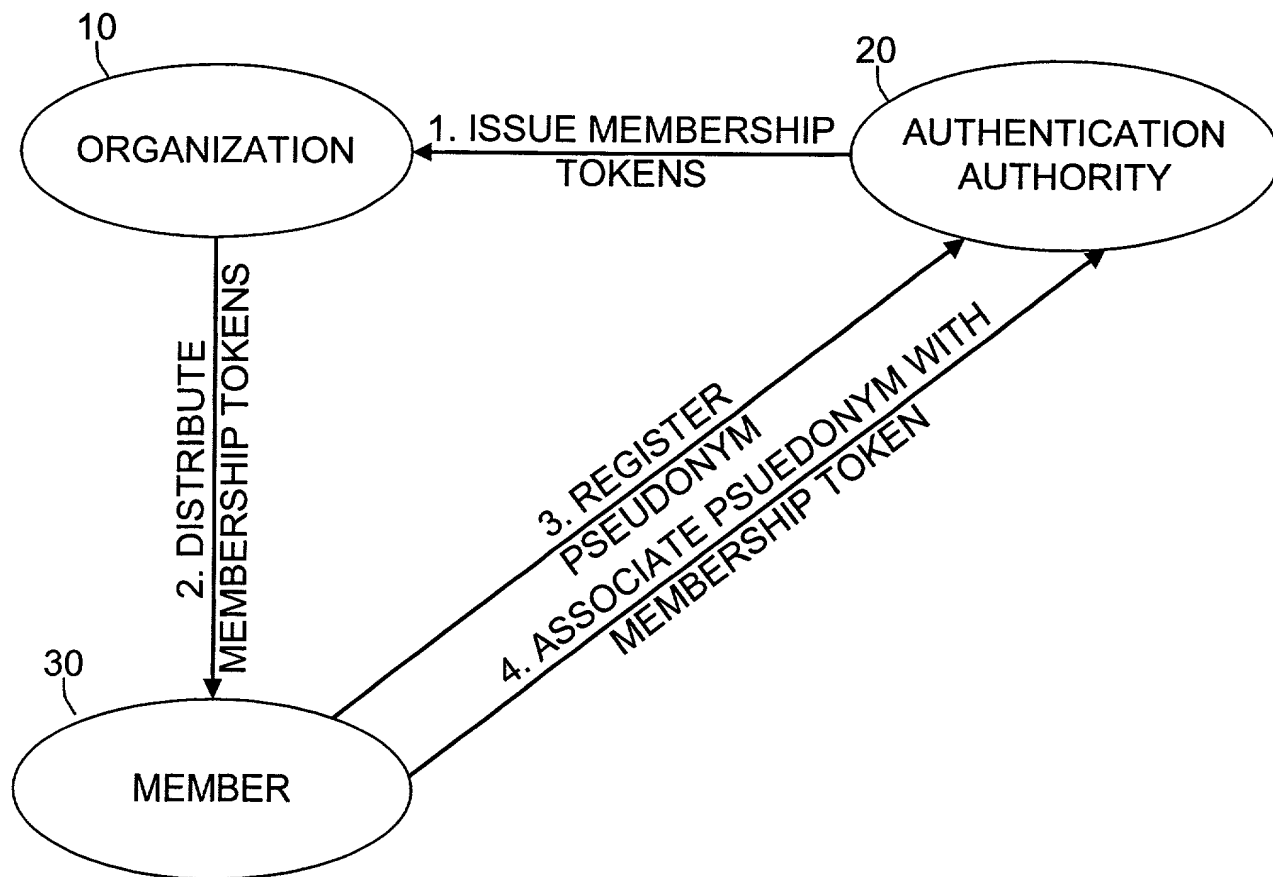 10
20
ORGANIZATION
1. ISSUE MEMBERSHIP
TOKENS
AUTHENTICATION
AUTHORITY
2. DISTRIBUTE
MEMBERSHIP TOKENS
3. REGISTER
PSEUDONYM
4. ASSOCIATE PSUEDONYM WITH
MEMBERSHIP TOKEN
30
MEMBER